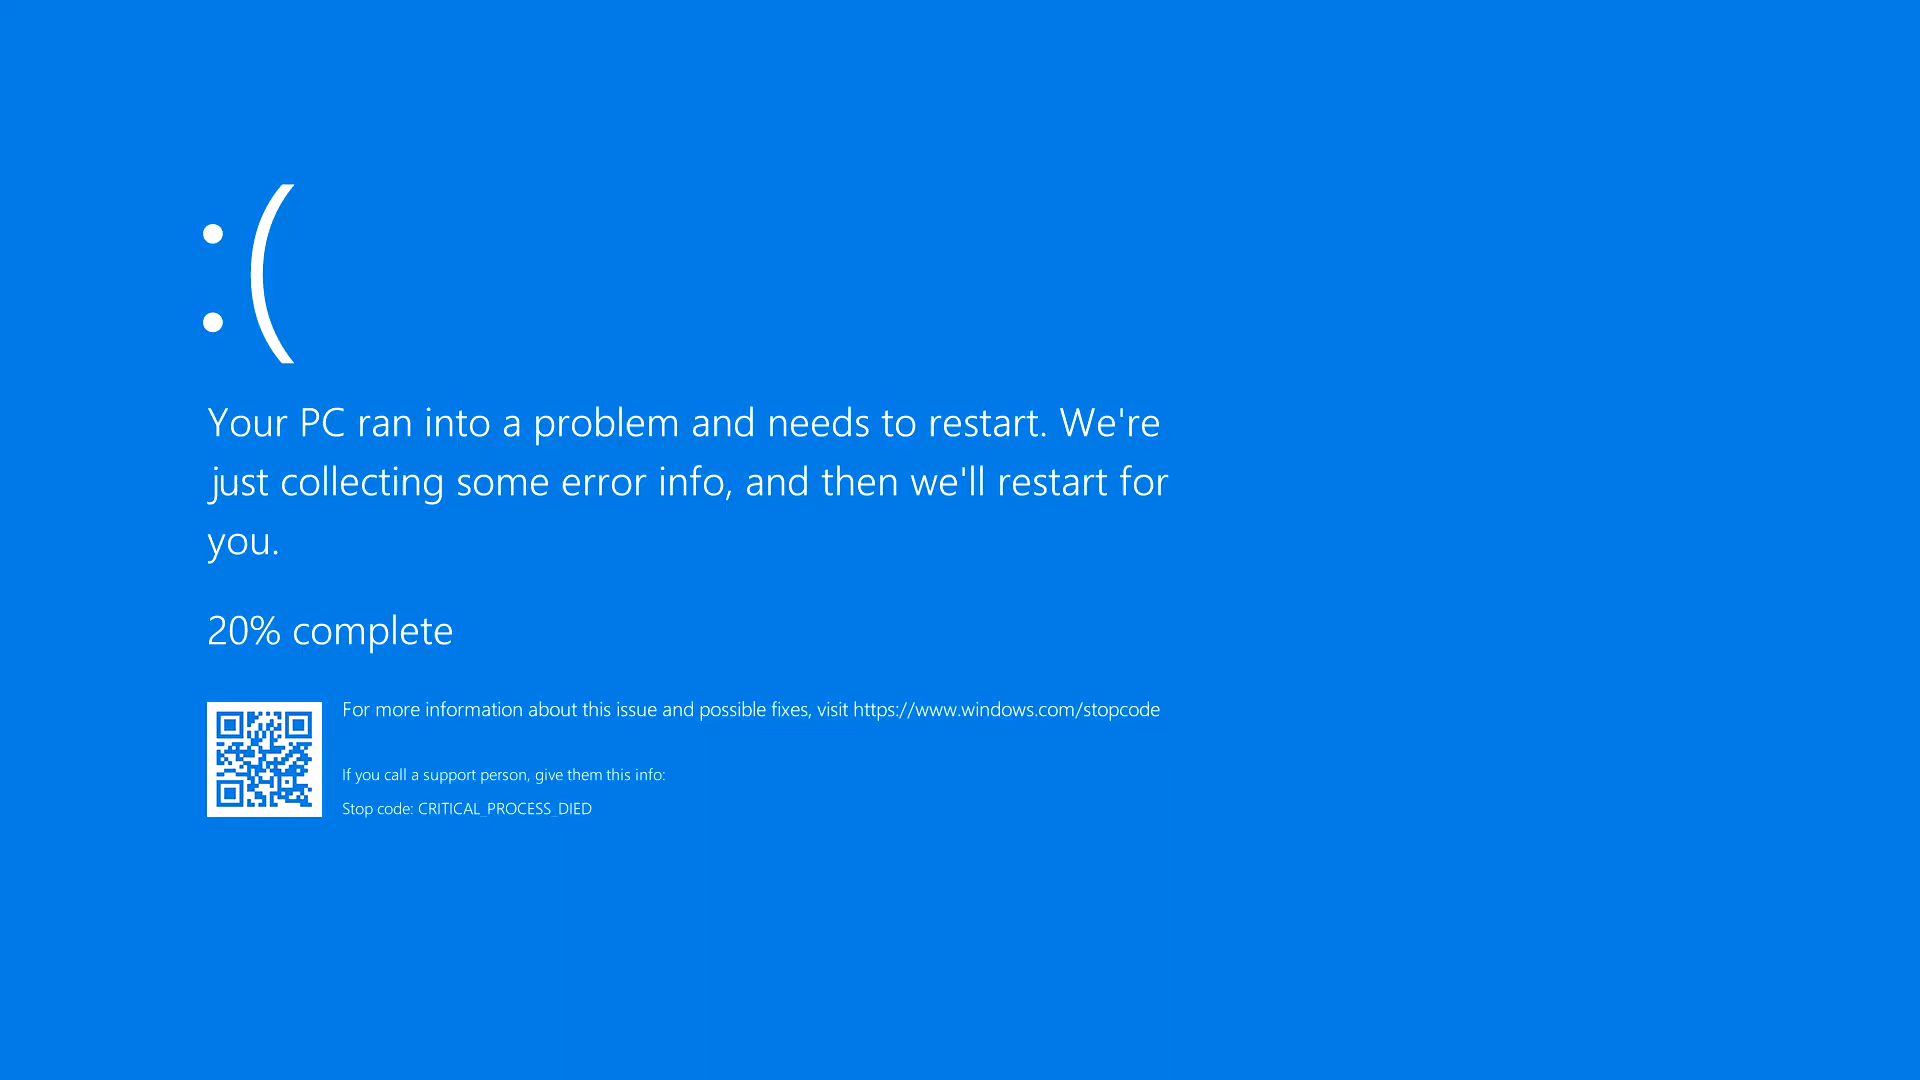 :(
Your PC ran into a problem and needs to restart. We're
just collecting some error info, and then we'll restart for
you.
20% complete
For more information about this issue and possible fixes, visit https://www.windows.com/stopcode
If you call a support person, give them this info:
Stop code: CRITICAL_PROCESS_DIED